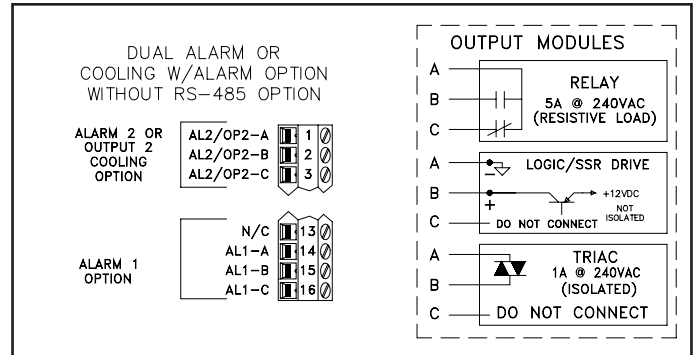 DUAL ALARM OR
COOLING W/ALARM OPTION
WITHOUT RS-485 OPTION
ALARM 2 OR
OUTPUT 2
COOLING
OPTION
AL2/OP2-A 1
AL2/OP2-B 2
AL2/OP2-C 3
ALARM 1
OPTION
N/C 13
AL1-A 14
AL1-B 15
AL1-C 16
OUTPUT MODULES
A
B
C
RELAY
5A @ 240VAC
(RESISTIVE LOAD)
A
B
C
LOGIC/SSR DRIVE
-
+
+12VDC
NOT
ISOLATED
DO NOT CONNECT
A
B
C
TRIAC
1A @ 240VAC
(ISOLATED)
DO NOT CONNECT